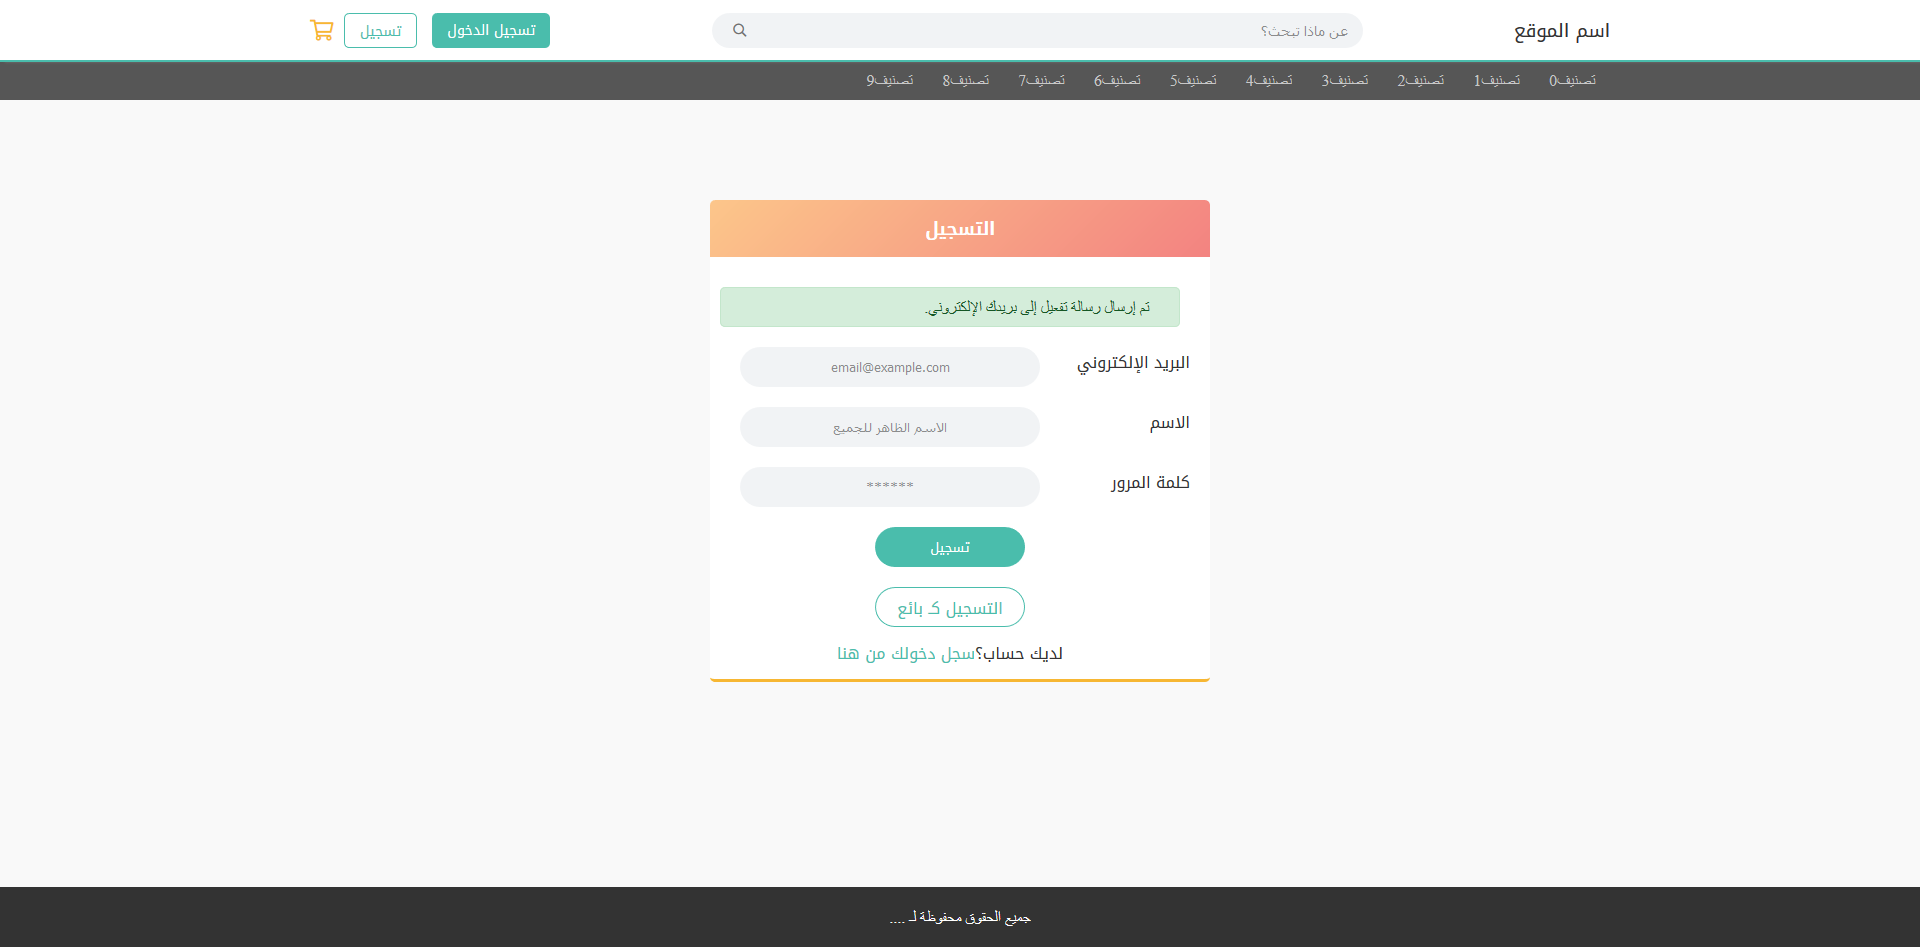 اسم الموقع
عن ماذا تبحث؟
تسجيل الدخول
تسجيل
تصنيف0 تصنيف1 تصنيف2 تصنيف3 تصنيف4 تصنيف5 تصنيف6 تصنيف7 تصنيف8 تصنيف9
التسجيل
تم إرسال رسالة تفعيل إلى بريدك الإلكتروني.
البريد الإلكتروني
email@example.com
الاسم
الاسم الظاهر للجميع
كلمة المرور
******
تسجيل
التسجيل كـ بائع
لديك حساب؟سجل دخولك من هنا
جميع الحقوق محفوظة لـ ....